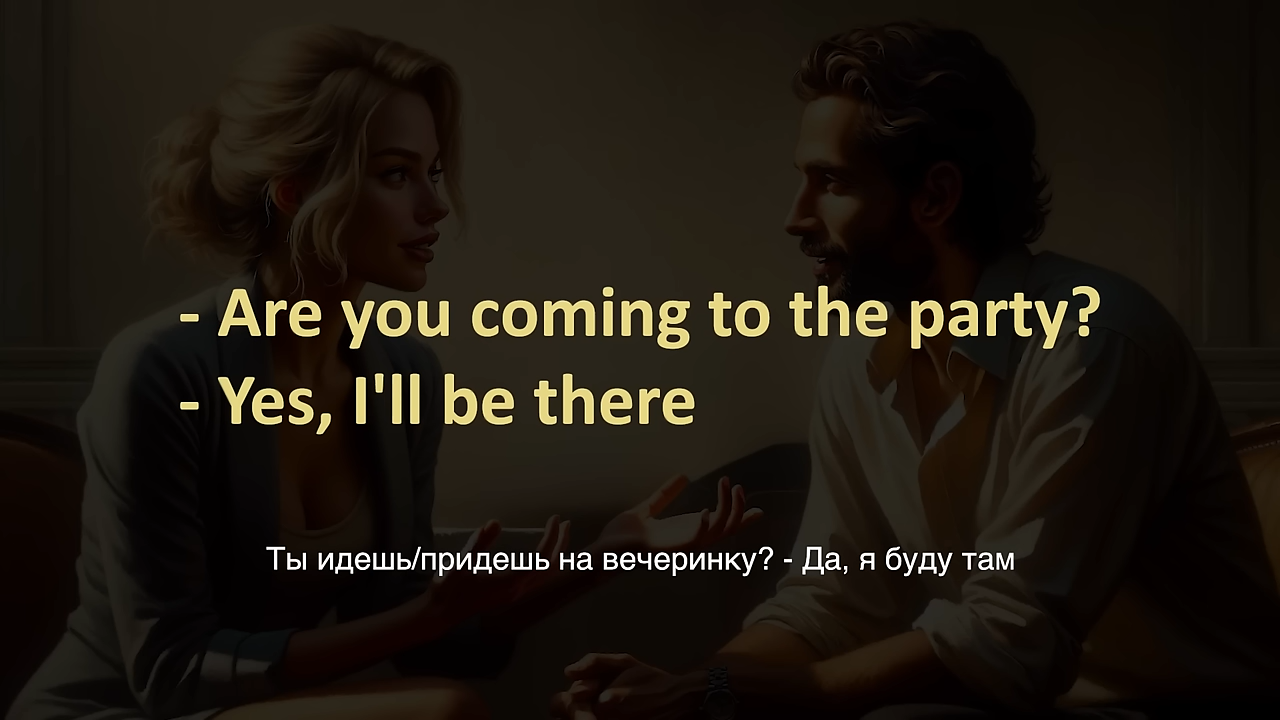 - Are you coming to the party?
- Yes, I'll be there
Ты идешь/придешь на вечеринку? - Да, я буду там